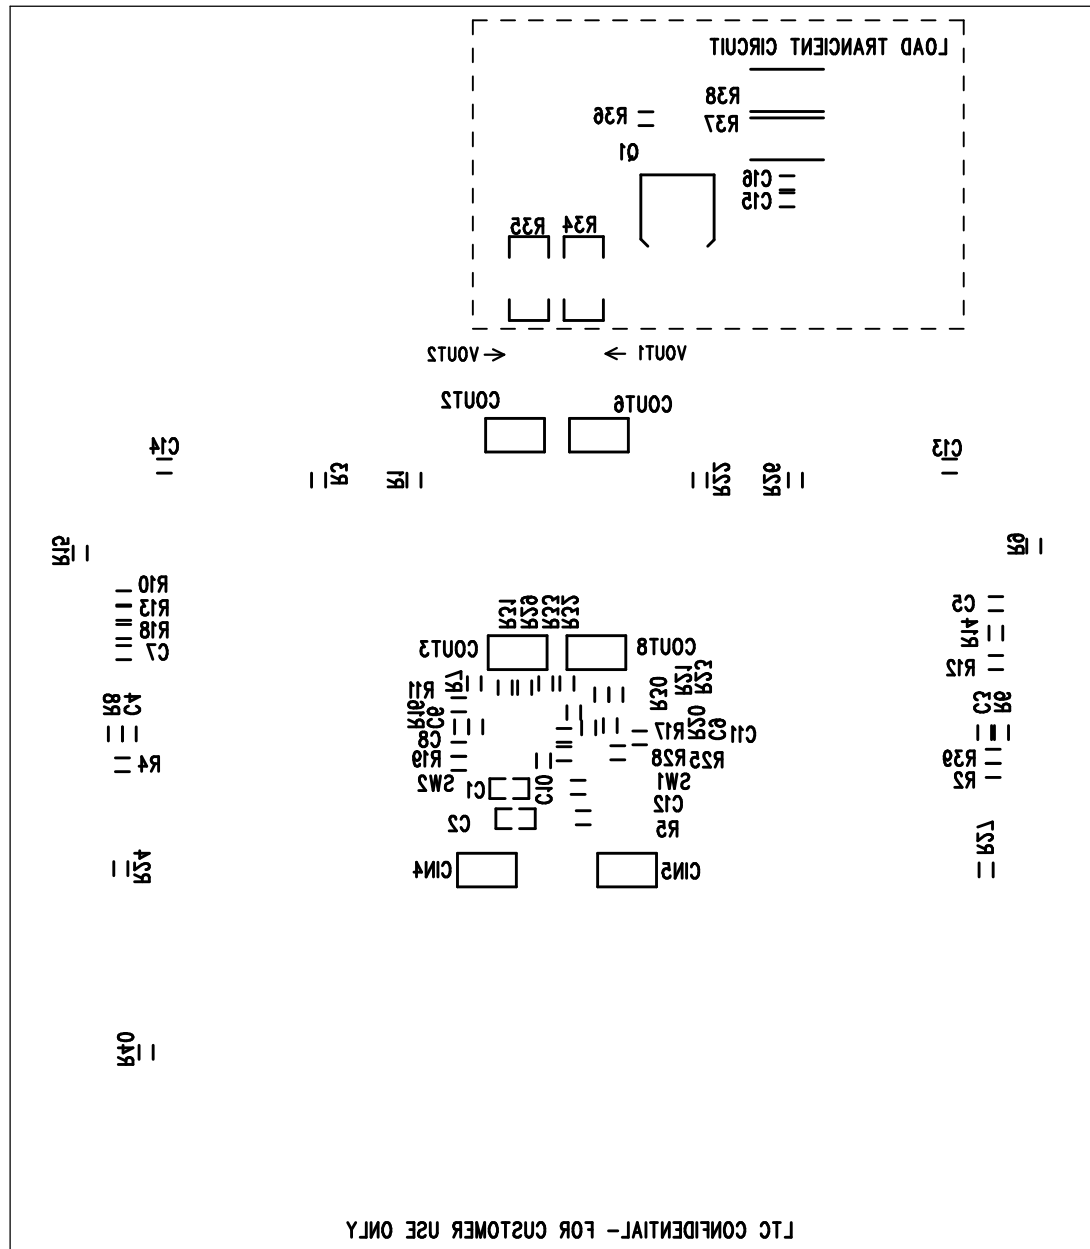 LOAD TRANCIENT CIRCUIT
R38
R36
R37
Q1
C16
C15
R35
R34
VOUT2
VOUT1
COUT2
COUT6
C14
C13
R3
R1
R22
R26
R15
R9
R10
R13
R18
C7
R31
R29
R33
R32
C5
R14
R12
COUT3
COUT8
R7
R11
R16
C6
C8
R19
R30
R21
R23
R20
C9
C11
R17
R28
R25
R8
C4
R4
C3
R6
R39
R2
SW2
C1
C10
SW1
C12
C2
R5
R27
R24
CIN4
CIN5
R40
LTC CONFIDENTIAL- FOR CUSTOMER USE ONLY